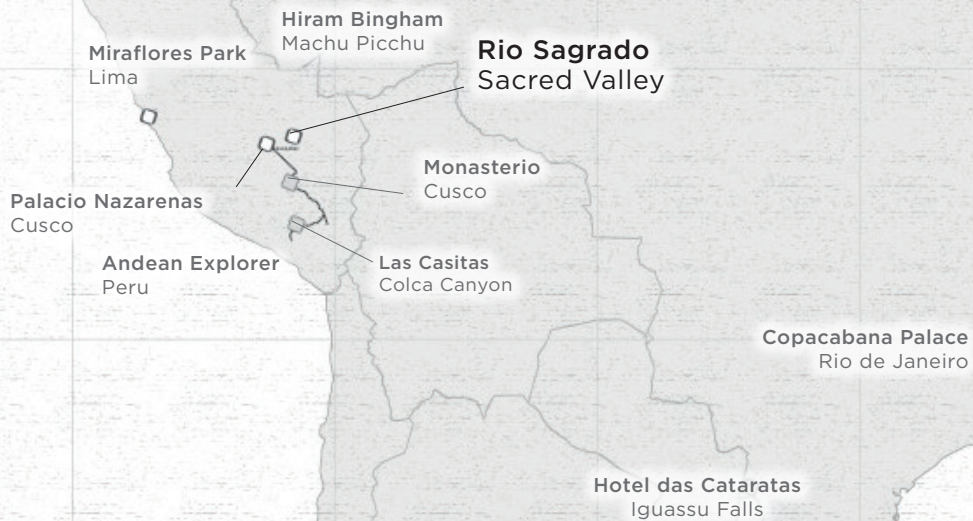 Hiram Bingham
Machu Picchu
Miraflores Park
Lima
Rio Sagrado
Sacred Valley
Monasterio
Cusco
Palacio Nazarenas
Cusco
Andean Explorer
Peru
Las Casitas
Colca Canyon
Copacabana Palace
Rio de Janeiro
Hotel das Cataratas
Iguassu Falls